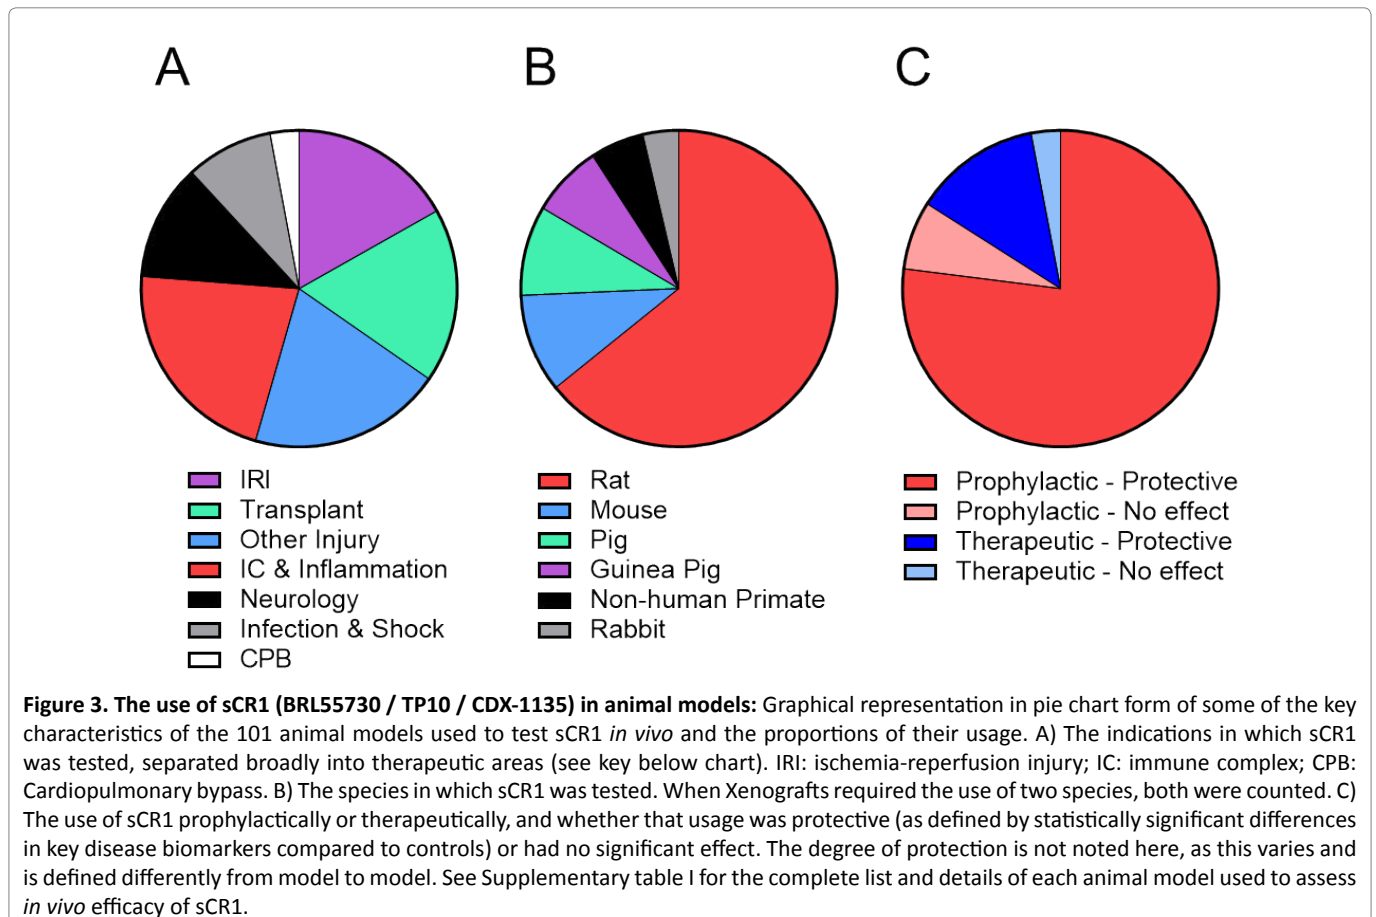 A
B
C
IRI
Transplant
Other Injury
IC & Inflammation
Neurology
Infection & Shock
CPB
Rat
Mouse
Pig
Guinea Pig
Non-human Primate
Rabbit
Prophylactic - Protective
Prophylactic - No effect
Therapeutic - Protective
Therapeutic - No effect
Figure 3. The use of sCR1 (BRL55730 / TP10 / CDX-1135) in animal models: Graphical representation in pie chart form of some of the key
characteristics of the 101 animal models used to test sCR1 in vivo and the proportions of their usage. A) The indications in which sCR1
was tested, separated broadly into therapeutic areas (see key below chart). IRI: ischemia-reperfusion injury; IC: immune complex; CPB:
Cardiopulmonary bypass. B) The species in which sCR1 was tested. When Xenografts required the use of two species, both were counted. C)
The use of sCR1 prophylactically or therapeutically, and whether that usage was protective (as defined by statistically significant differences
in key disease biomarkers compared to controls) or had no significant effect. The degree of protection is not noted here, as this varies and
is defined differently from model to model. See Supplementary table I for the complete list and details of each animal model used to assess
in vivo efficacy of sCR1.